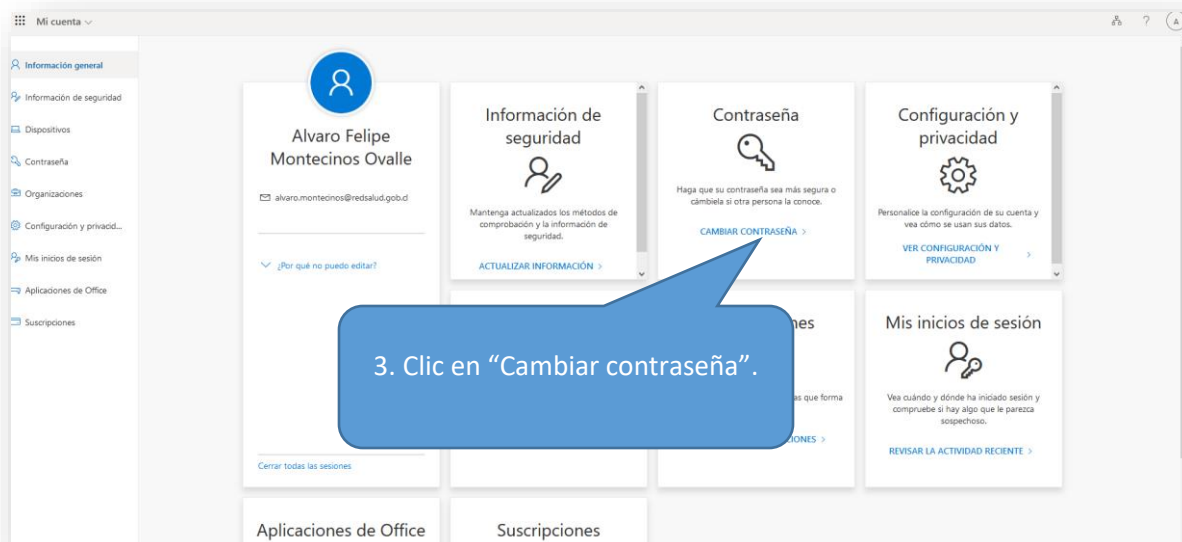 Mi cuenta
?
A
Información general
Información de seguridad
Dispositivos
Contraseña
Organizaciones
Configuración y privacid...
Mis inicios de sesión
Aplicaciones de Office
Suscripciones
Alvaro Felipe
Montecinos Ovalle
alvaro.montecinos@redsalud.gob.cl
¿Por qué no puedo editar?
Cerrar todas las sesiones
Información de
seguridad
Mantenga actualizados los métodos de
comprobación y la información de
seguridad.
ACTUALIZAR INFORMACIÓN >
Contraseña
Haga que su contraseña sea más segura o
cámbiela si otra persona la conoce.
CAMBIAR CONTRASEÑA >
Configuración y
privacidad
Personalice la configuración de su cuenta y
vea cómo se usan sus datos.
VER CONFIGURACIÓN Y
PRIVACIDAD >
3. Clic en “Cambiar contraseña”.
nes
as que forma
CIONES >
Mis inicios de sesión
Vea cuándo y dónde ha iniciado sesión y
compruebe si hay algo que le parezca
sospechoso.
REVISAR LA ACTIVIDAD RECIENTE >
Aplicaciones de Office
Suscripciones